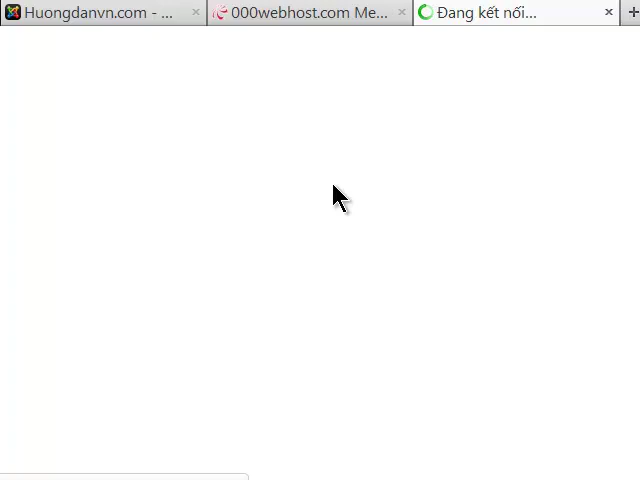 Huongdanvn.com - ...
000webhost.com Me...
Đang kết nối...